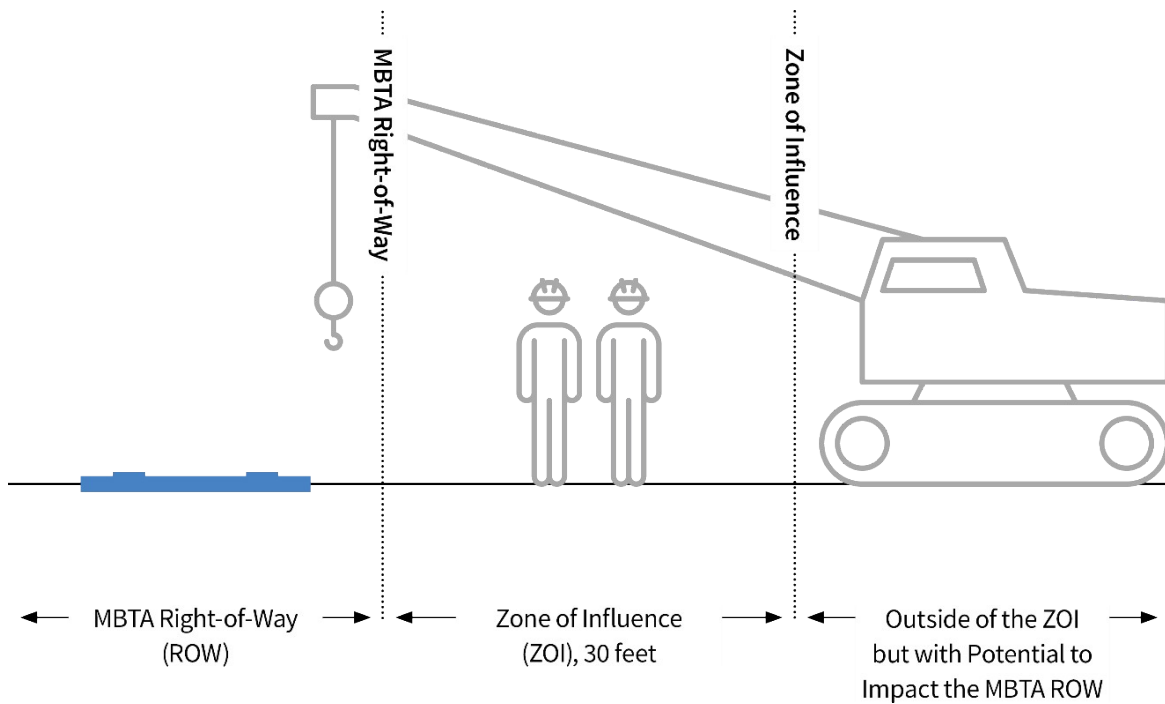 MBTA Right-of-Way
Zone of Influence
MBTA Right-of-Way
(ROW)
Zone of Influence
(ZOI), 30 feet
Outside of the ZOI
but with Potential to
Impact the MBTA ROW